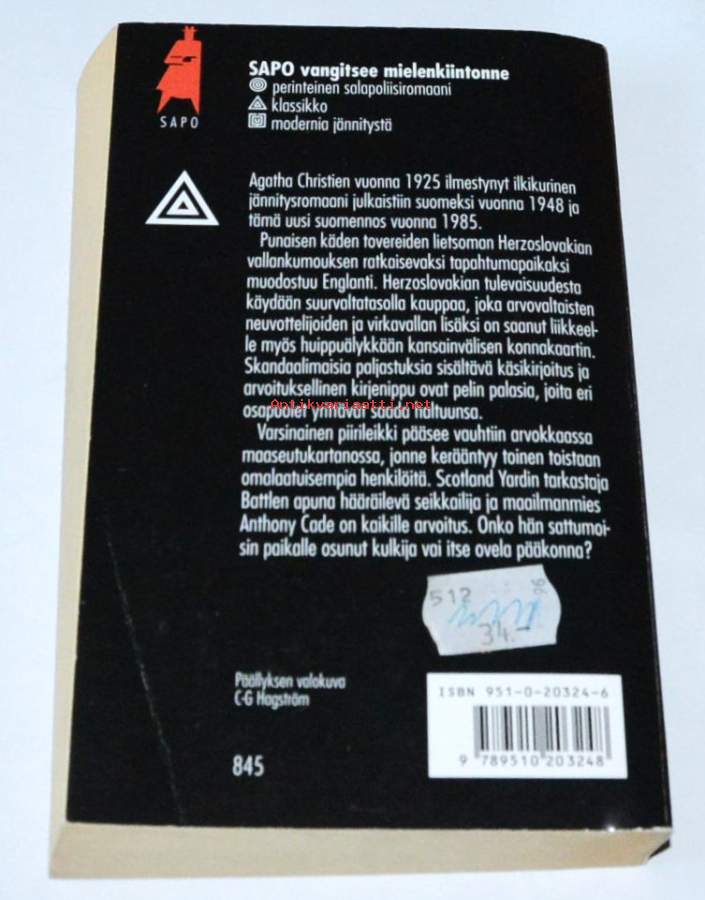 SAPO vangitsee mielenkiintonne
perinteinen salapoliisiromaani
klassikko
modernia jännitystä
SAPO
Agatha Christien vuonna 1925 ilmestynyt ilkikurinen
jännitysromaani julkaistiin suomeksi vuonna 1948 ja
tämä uusi suomennos vuonna 1985.
Punaisen käden tovereiden lietsoman Herzoslovakian
vallankumouksen ratkaisevaksi tapahtumapaikaksi
muodostuu Englanti. Herzoslovakian tulevaisuudesta
käydään suurvaltatasolla kauppaa, joka arvovaltaisten
neuvottelijoiden ja virkavallan lisäksi on saanut liikkeel-
le myös huippuälykkään kansainvälisen konnakaartin.
Skandaalimaisia paljastuksia sisältävä käsikirjoitus ja
arvoituksellinen kirjenippu ovat pelin palasia, joita eri
Antikvariaatti.net
osapuolet yrittävät saada haltuunsa.
Varsinainen piirileikki pääsee vauhtiin arvokkaassa
maaseutukartanossa, jonne kerääntyy toinen toistaan
omalaatuisempia henkilöitä. Scotland Yardin tarkastaja
Battlen apuna hääräilevä seikkailija ja maailmanmies
Anthony Cade on kaikille arvoitus. Onko hän sattumoi-
sin paikalle osunut kulkija vai itse ovela pääkonna?
512
96
34.-
Päällyksen valokuva
C-G Hagström
ISBN 951-0-20324-6
9 789510 203248
845